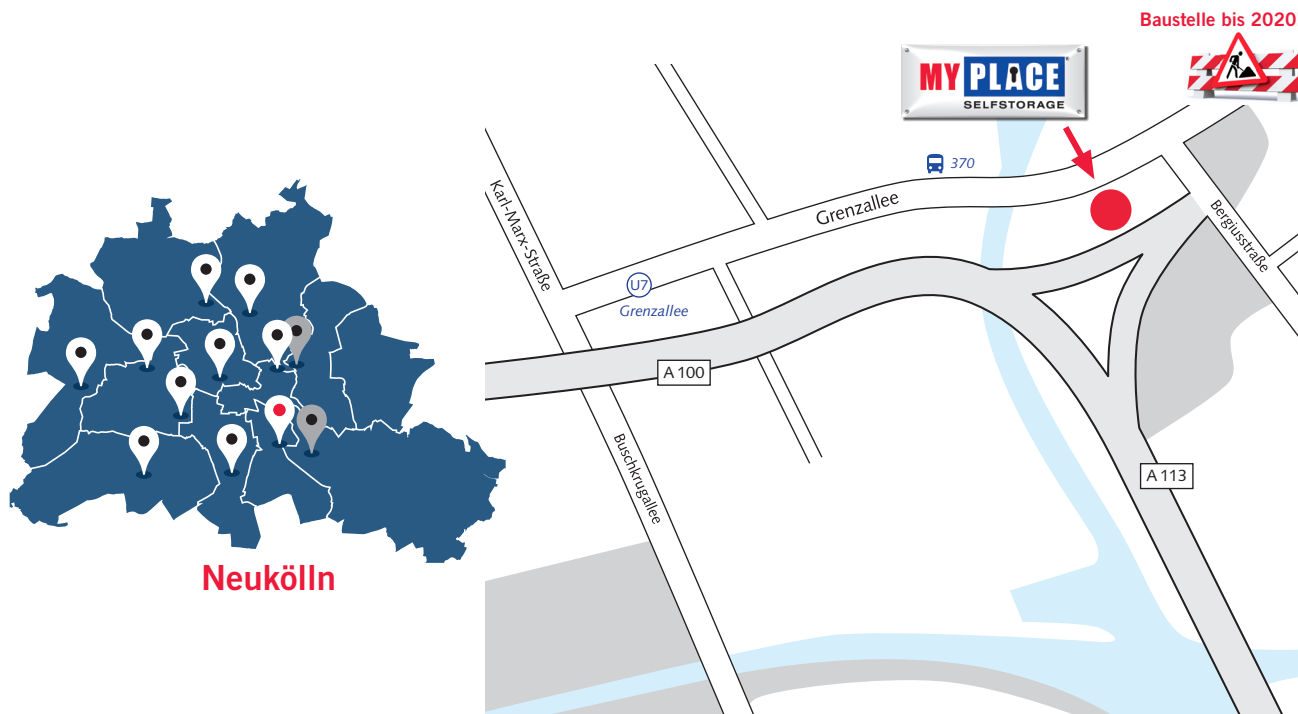 Baustelle bis 2020
MY PLACE
SELFSTORAGE
370
Karl-Marx-Straße
Grenzallee
Bergiusstraße
U7
Grenzallee
A 100
Buschkrugallee
A 113
Neukölln